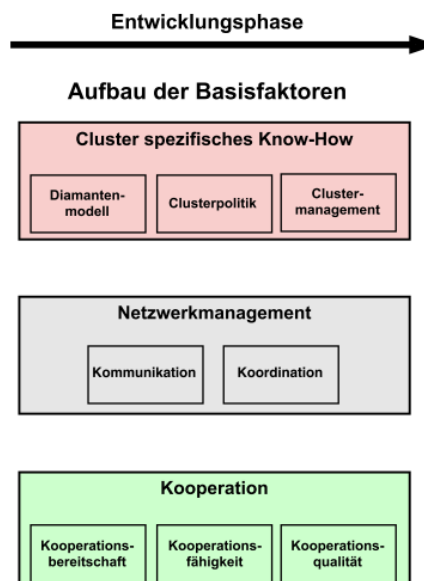 Entwicklungsphase
Aufbau der Basisfaktoren
Cluster spezifisches Know-How
Diamanten-
modell
Clusterpolitik
Cluster-
management
Netzwerkmanagement
Kommunikation
Koordination
Kooperation
Kooperations-
bereitschaft
Kooperations-
fähigkeit
Kooperations-
qualität